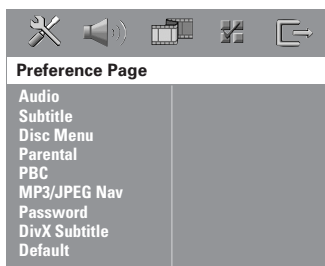 Preference Page
Audio
Subtitle
Disc Menu
Parental
PBC
MP3/JPEG Nav
Password
DivX Subtitle
Default